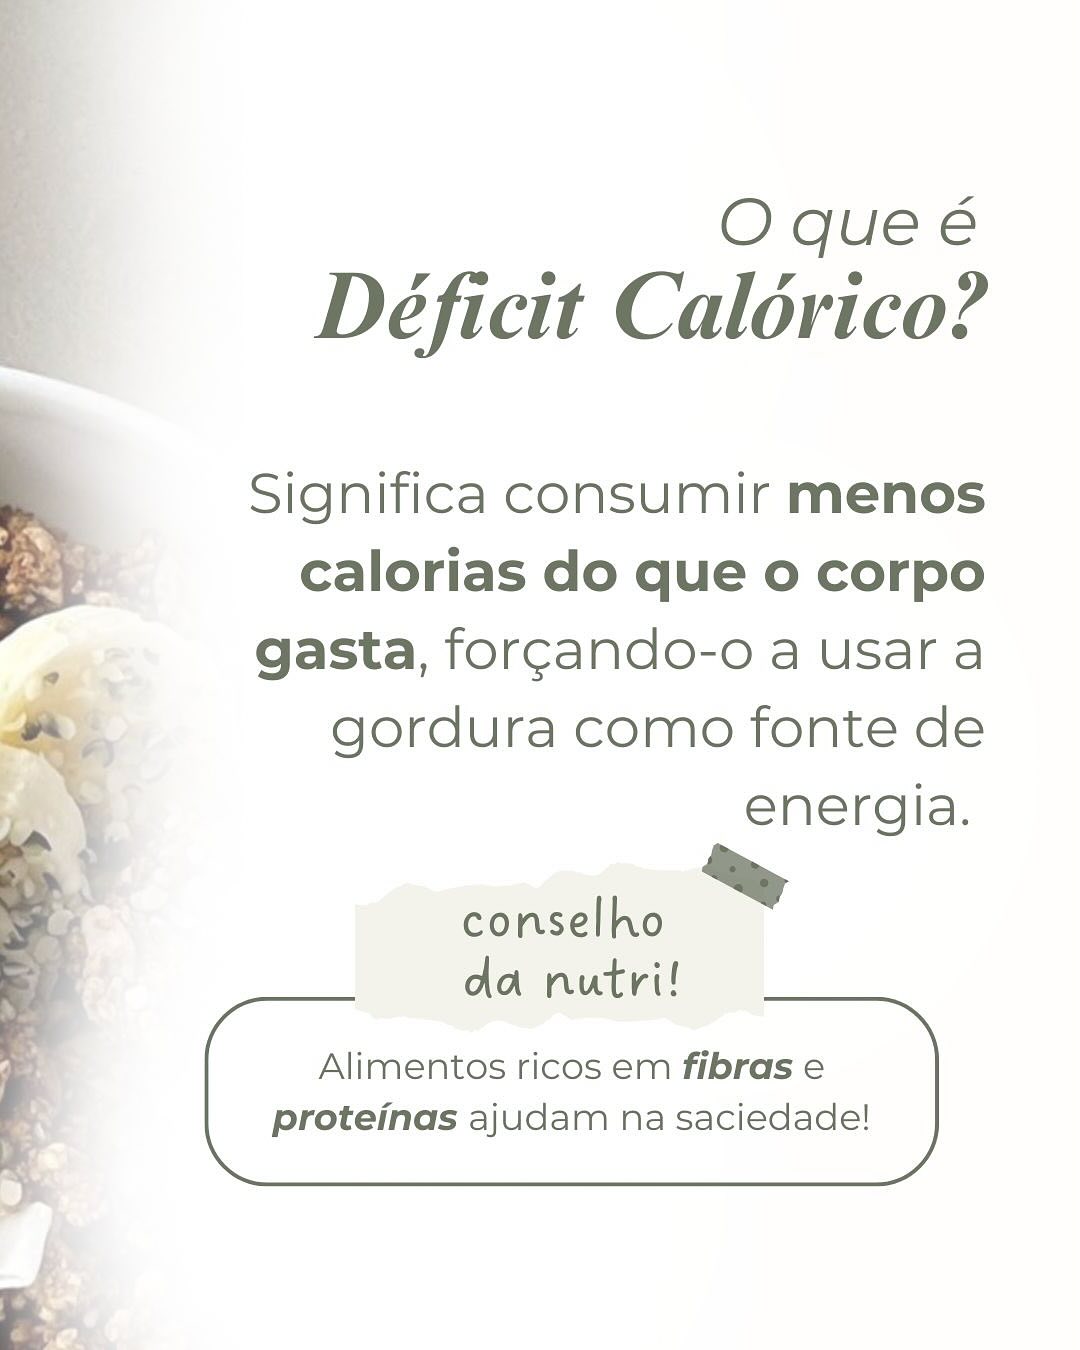 O que é
Déficit Calórico?
Significa consumir menos
calorias do que o corpo
gasta, forçando-o a usar a
gordura como fonte de
energia.
conselho
da nutri!
Alimentos ricos em fibras e
proteínas ajudam na saciedade!